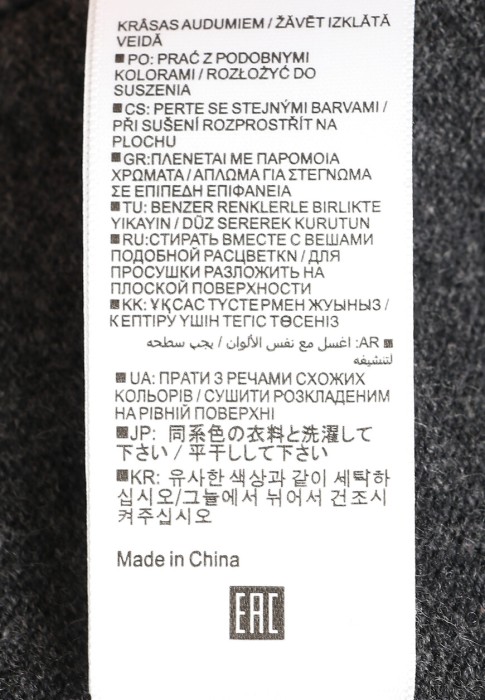 KRĀSAS AUDUMIEM / ŽĀVĒT IZKLĀTĀ
VEIDĀ
PO: PRAĆ Z PODOBNYMI
KOLORAMI / ROZŁOŻYĆ DO
SUSZENIA
CS: PERTE SE STEJNÝMI BARVAMI /
PŘI SUŠENÍ ROZPROSTŘÍT NA
PLOCHU
GR:ΠΛΕΝΕΤΑΙ ΜΕ ΠΑΡΟΜΟΙΑ
ΧΡΩΜΑΤΑ / ΑΠΛΩΜΑ ΓΙΑ ΣΤΕΓΝΩΜΑ
ΣΕ ΕΠΙΠΕΔΗ ΕΠΙΦΑΝΕΙΑ
TU: BENZER RENKLERLE BIRLIKTE
YIKAYIN / DÜZ SEREREK KURUTUN
RU:СТИРАТЬ ВМЕСТЕ С ВЕШАМИ
ПОДОБНОЙ РАСЦВЕТКN / ДЛЯ
ПРОСУШКИ РАЗЛОЖИТЬ НА
ПЛОСКОЙ ПОВЕРХНОСТИ
KK: ҰҚСАС ТҮСТЕРМЕН ЖУЫНЫЗ /
КЕПТІРУ ҮШІН ТЕГІС ТӨСЕНІЗ
AR: اغسل مع نفس الألوان / يجب سطحه
لتنشيفه
UA: ПРАТИ З РЕЧАМИ СХОЖИХ
КОЛЬОРІВ / СУШИТИ РОЗКЛАДЕНИМ
НА РІВНІЙ ПОВЕРХНІ
JP: 同系色の衣料と洗濯して
下さい / 平干しして下さい
KR: 유사한 색상과 같이 세탁하
십시오/그늘에서 뉘어서 건조시
켜주십시오
Made in China
EAC